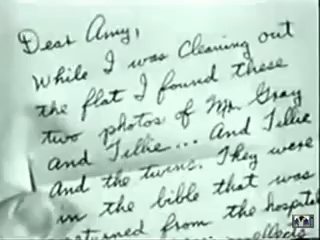 Dear Amy,
While I was cleaning out
the flat I found these
two photos of Mr. Gray
and Tillie... And Tillie
and the twins. They were
in the bible that was
from the hospital